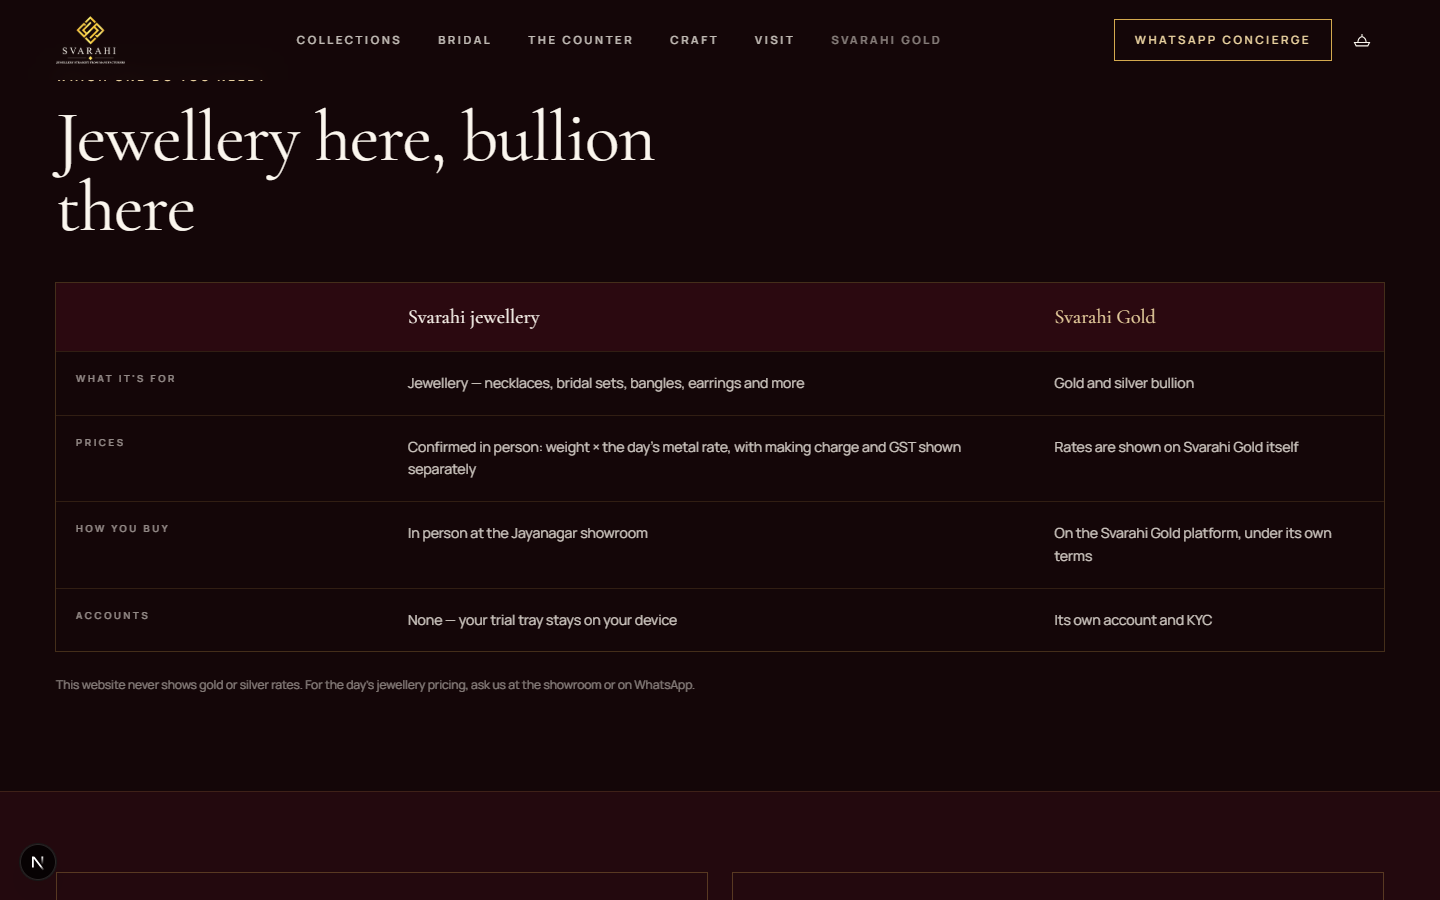 SVARAHI
COLLECTIONS
BRIDAL
THE COUNTER
CRAFT
VISIT
SVARAHI GOLD
WHATSAPP CONCIERGE
Jewellery here, bullion
there
Svarahi jewellery
Svarahi Gold
WHAT IT'S FOR
Jewellery — necklaces, bridal sets, bangles, earrings and more
Gold and silver bullion
PRICES
Confirmed in person: weight × the day's metal rate, with making charge and GST shown
separately
Rates are shown on Svarahi Gold itself
HOW YOU BUY
In person at the Jayanagar showroom
On the Svarahi Gold platform, under its own
terms
ACCOUNTS
None — your trial tray stays on your device
Its own account and KYC
This website never shows gold or silver rates. For the day's jewellery pricing, ask us at the showroom or on WhatsApp.
N